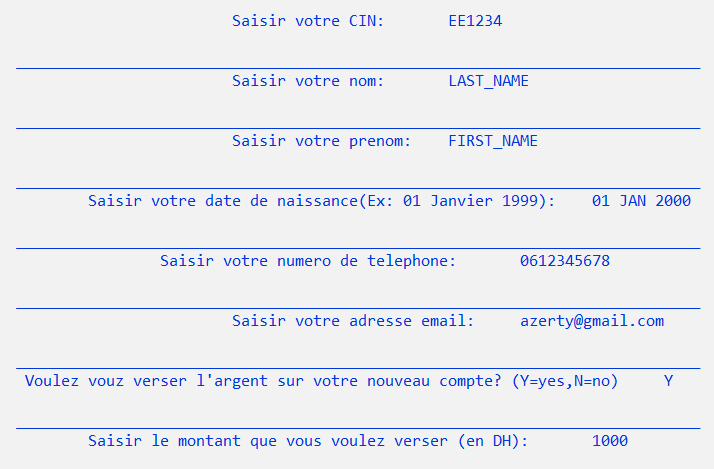 Saisir votre CIN: EE1234
Saisir votre nom: LAST_NAME
Saisir votre prenom: FIRST_NAME
Saisir votre date de naissance(Ex: 01 Janvier 1999): 01 JAN 2000
Saisir votre numero de telephone: 0612345678
Saisir votre adresse email: azerty@gmail.com
Voulez vouz verser l'argent sur votre nouveau compte? (Y=yes,N=no) Y
Saisir le montant que vous voulez verser (en DH): 1000